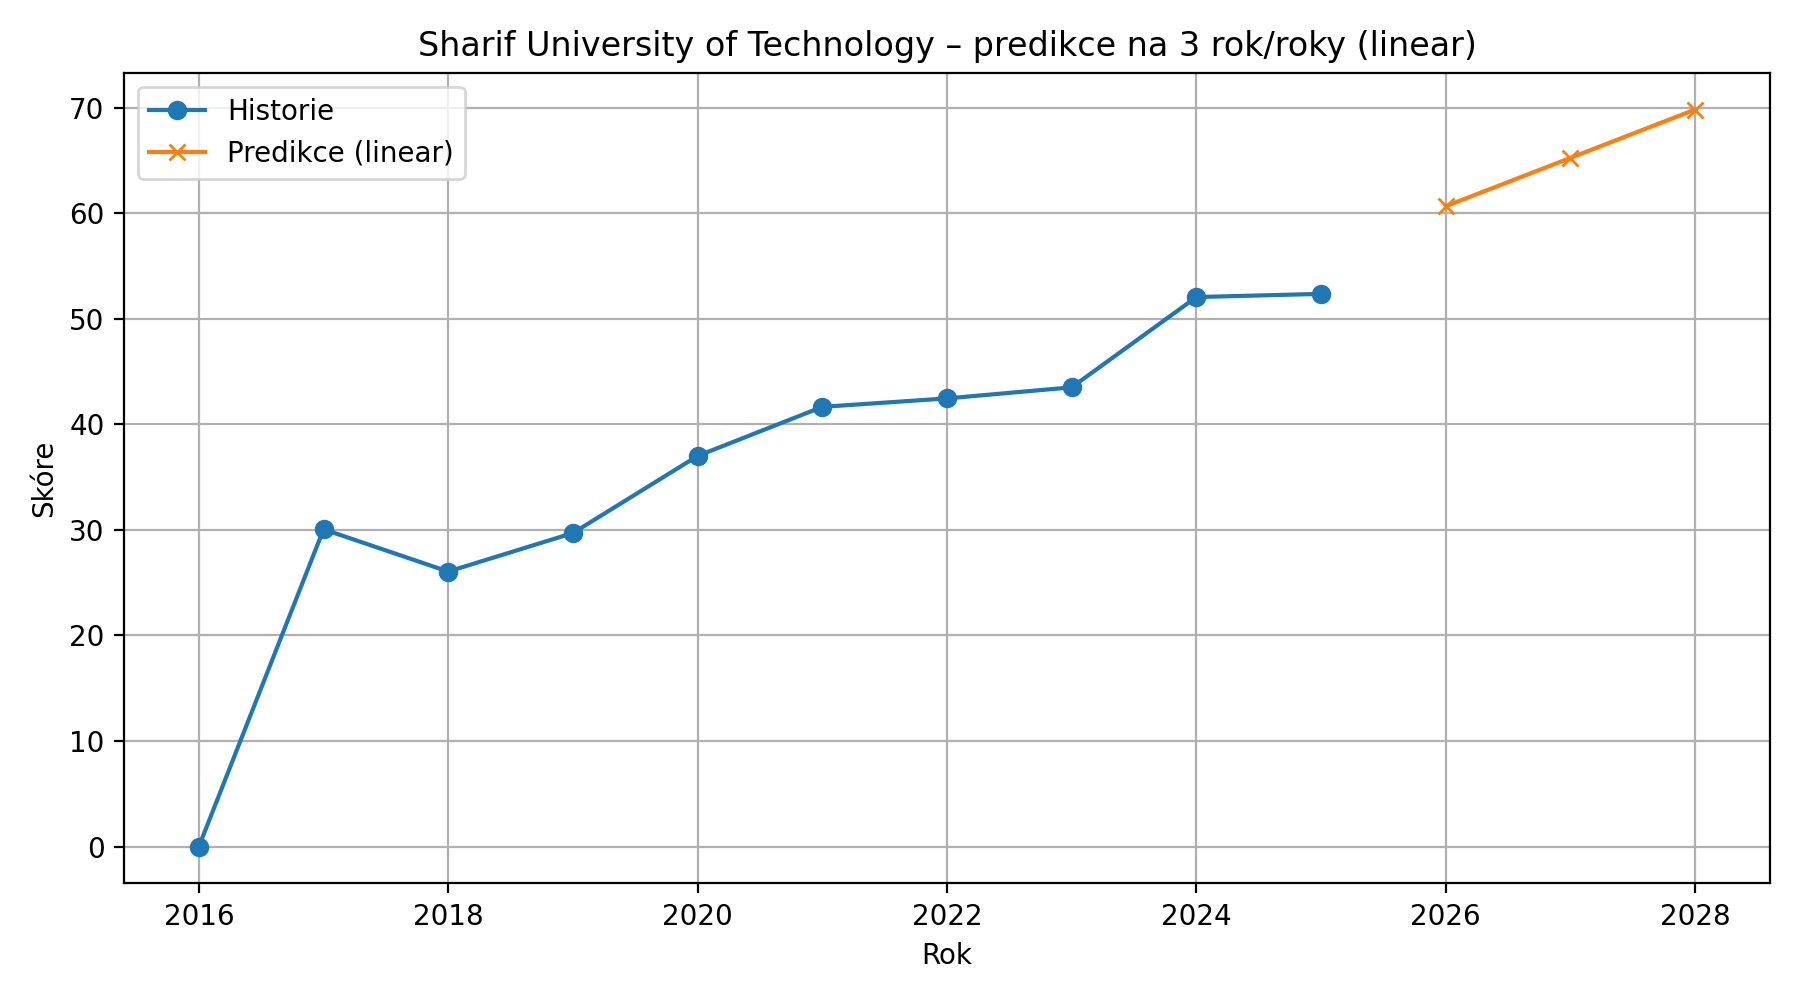 Sharif University of Technology – predikce na 3 rok/roky (linear)
Historie
Predikce (linear)
70
60
50
40
30
20
10
0
Skóre
2016 2018 2020 2022 2024 2026 2028
Rok